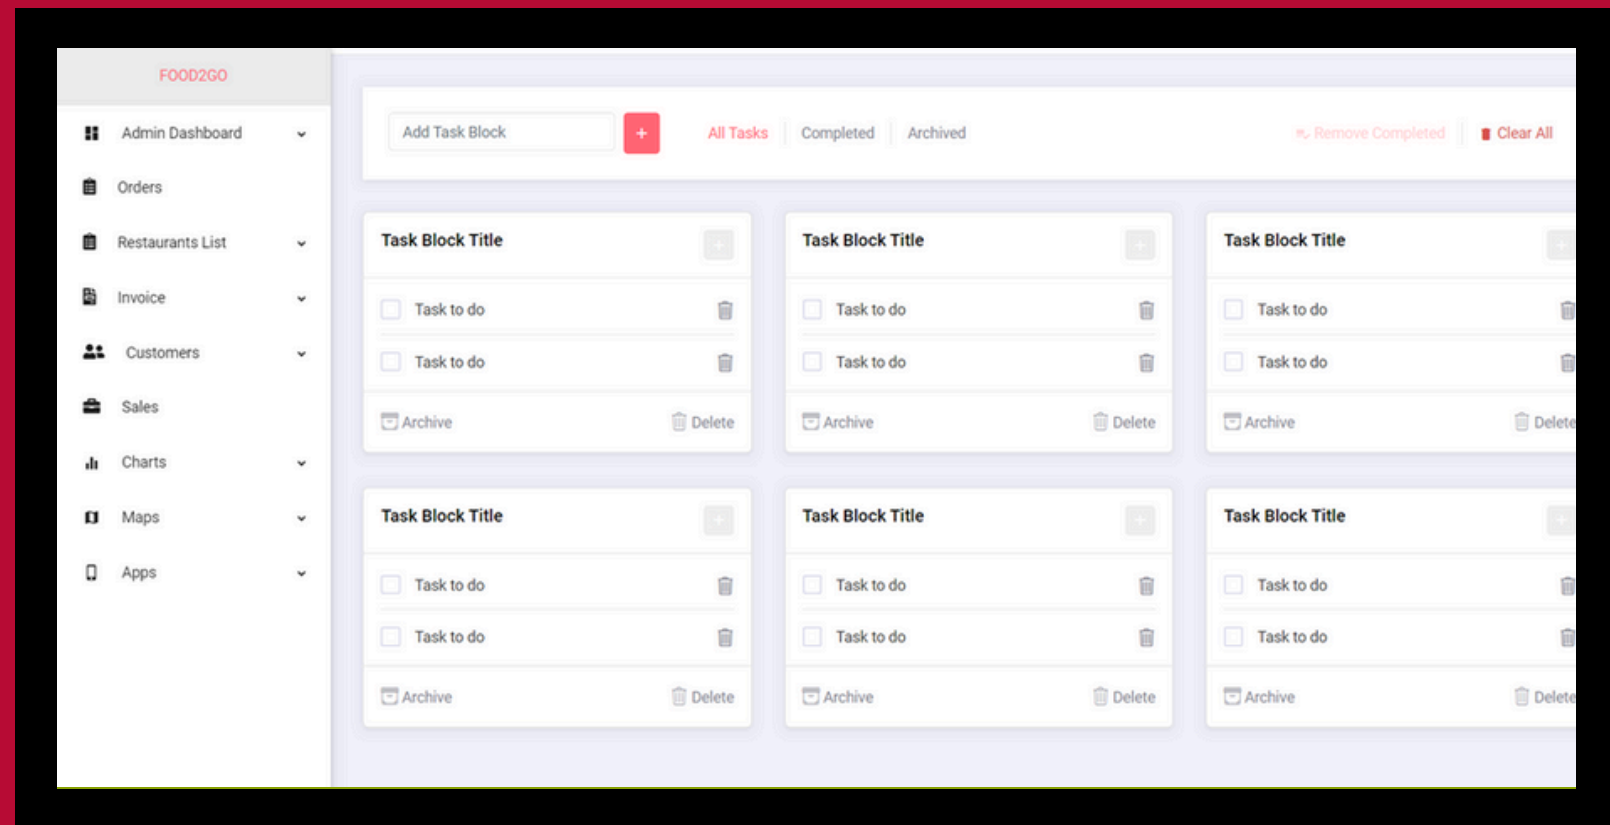 FOOD2GO
Admin Dashboard
Orders
Restaurants List
Invoice
Customers
Sales
Charts
Maps
Apps
Add Task Block + All Tasks Completed Archived Remove Completed Clear All
Task Block Title + Task Block Title + Task Block Title +
Task to do Task to do Task to do
Task to do Task to do Task to do
Archive Delete Archive Delete Archive Delete
Task Block Title + Task Block Title + Task Block Title +
Task to do Task to do Task to do
Task to do Task to do Task to do
Archive Delete Archive Delete Archive Delete